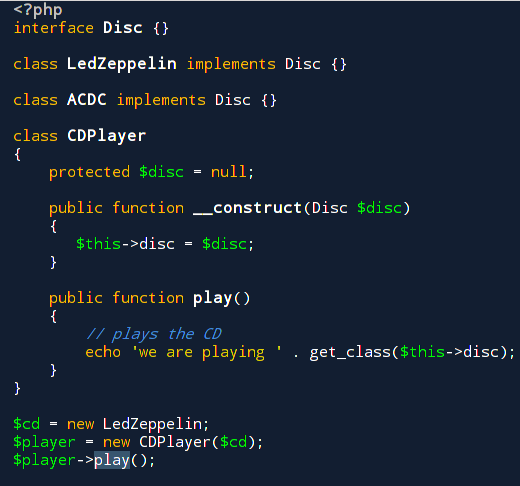 <?php
interface Disc {}
class LedZeppelin implements Disc {}
class ACDC implements Disc {}
class CDPlayer
{
    protected $disc = null;
    public function __construct(Disc $disc)
    {
       $this->disc = $disc;
    }
    public function play()
    {
        // plays the CD
        echo 'we are playing ' . get_class($this->disc);
    }
}
$cd = new LedZeppelin;
$player = new CDPlayer($cd);
$player->play();